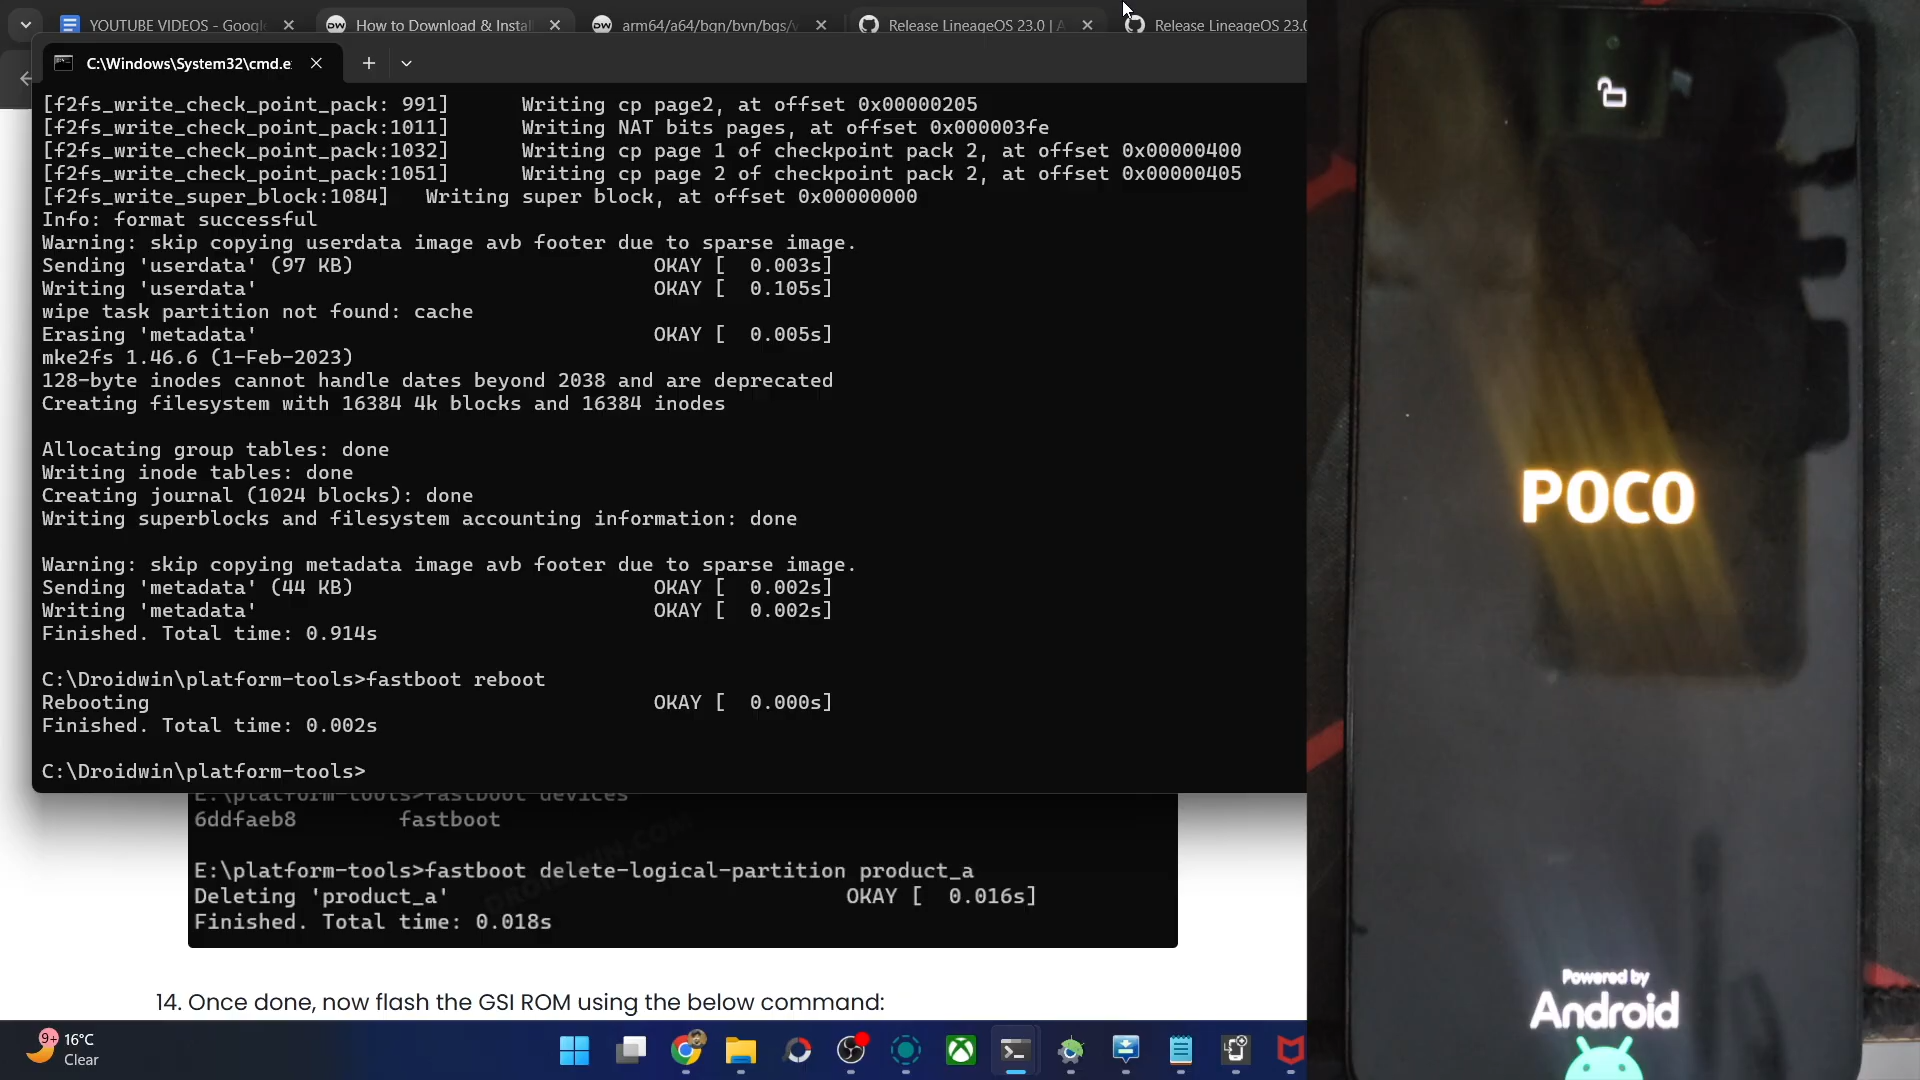 YOUTUBE VIDEOS - Googl
How to Download & Instal
arm64/a64/bgn/bvn/bgs/v
Release LineageOS 23.0 | A
Release LineageOS 23.0
C:\Windows\System32\cmd.e
[f2fs_write_check_point_pack: 991] Writing cp page2, at offset 0x00000205
[f2fs_write_check_point_pack:1011] Writing NAT bits pages, at offset 0x000003fe
[f2fs_write_check_point_pack:1032] Writing cp page 1 of checkpoint pack 2, at offset 0x00000400
[f2fs_write_check_point_pack:1051] Writing cp page 2 of checkpoint pack 2, at offset 0x00000405
[f2fs_write_super_block:1084] Writing super block, at offset 0x00000000
Info: format successful
Warning: skip copying userdata image avb footer due to sparse image.
Sending 'userdata' (97 KB) OKAY [ 0.003s]
Writing 'userdata' OKAY [ 0.105s]
wipe task partition not found: cache
Erasing 'metadata' OKAY [ 0.005s]
mke2fs 1.46.6 (1-Feb-2023)
128-byte inodes cannot handle dates beyond 2038 and are deprecated
Creating filesystem with 16384 4k blocks and 16384 inodes
Allocating group tables: done
Writing inode tables: done
Creating journal (1024 blocks): done
Writing superblocks and filesystem accounting information: done
Warning: skip copying metadata image avb footer due to sparse image.
Sending 'metadata' (44 KB) OKAY [ 0.002s]
Writing 'metadata' OKAY [ 0.002s]
Finished. Total time: 0.914s
C:\Droidwin\platform-tools>fastboot reboot
Rebooting OKAY [ 0.000s]
Finished. Total time: 0.002s
C:\Droidwin\platform-tools>
E:\platform-tools>fastboot devices
6ddfaeb8 fastboot
E:\platform-tools>fastboot delete-logical-partition product_a
Deleting 'product_a' OKAY [ 0.016s]
Finished. Total time: 0.018s
DROIDWIN.COM
14. Once done, now flash the GSI ROM using the below command:
9+
16°C
Clear
POCO
Powered by
Android